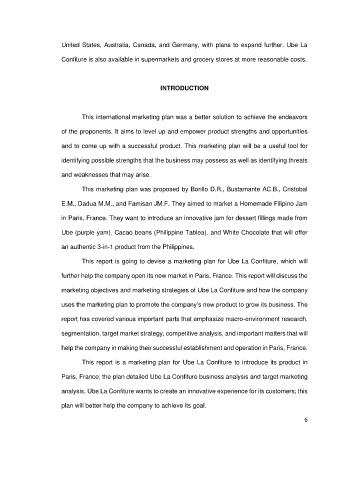 United States, Australia, Canada, and Germany, with plans to expand further. Ube La
Confiture is also available in supermarkets and grocery stores at more reasonable costs.
INTRODUCTION
This international marketing plan was a better solution to achieve the endeavors
of the proponents. It aims to level up and empower product strengths and opportunities
and to come up with a successful product. This marketing plan will be a useful tool for
identifying possible strengths that the business may possess as well as identifying threats
and weaknesses that may arise.
This marketing plan was proposed by Borillo D.R., Bustamante AC.B., Cristobal
E.M., Dadua M.M., and Famisan JM.F. They aimed to market a Homemade Filipino Jam
in Paris, France. They want to introduce an innovative jam for dessert fillings made from
Ube (purple yam), Cacao beans (Philippine Tablea), and White Chocolate that will offer
an authentic 3-in-1 product from the Philippines.
This report is going to devise a marketing plan for Ube La Confiture, which will
further help the company open its new market in Paris, France. This report will discuss the
marketing objectives and marketing strategies of Ube La Confiture and how the company
uses the marketing plan to promote the company's new product to grow its business. The
report has covered various important parts that emphasize macro-environment research,
segmentation, target market strategy, competitive analysis, and important matters that will
help the company in making their successful establishment and operation in Paris, France.
This report is a marketing plan for Ube La Confiture to introduce its product in
Paris, France; the plan detailed Ube La Confiture business analysis and target marketing
analysis. Ube La Confiture wants to create an innovative experience for its customers; this
plan will better help the company to achieve its goal.
6